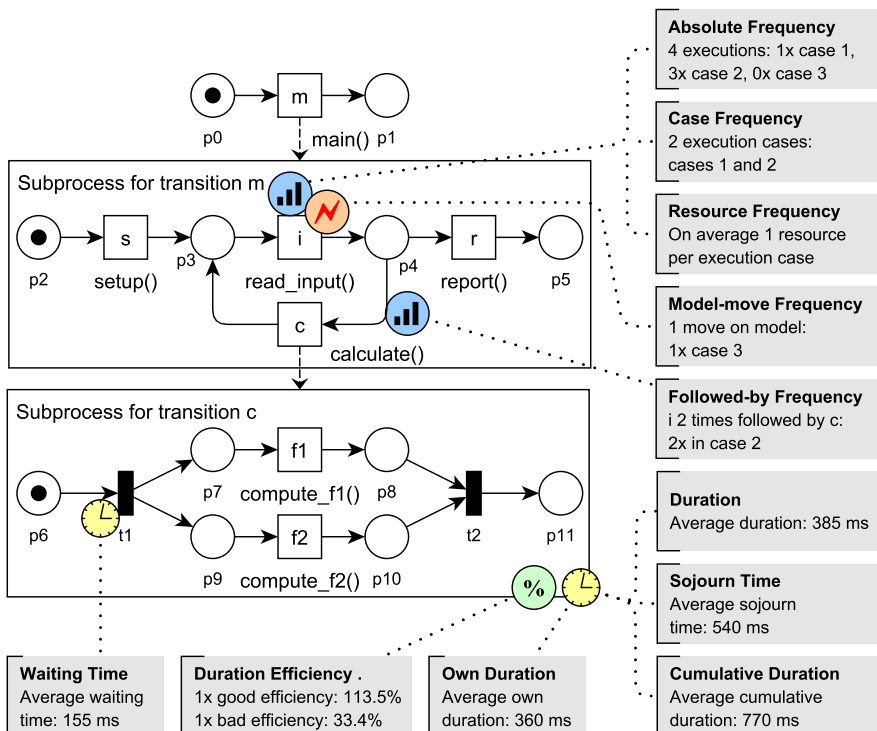 Absolute Frequency
4 executions: 1x case 1,
3x case 2, 0x case 3
m
p0
main()
p1
Case Frequency
2 execution cases:
cases 1 and 2
Subprocess for transition m
Resource Frequency
On average 1 resource
per execution case
s
i
r
p2
p3
p4
p5
setup()
read_input()
report()
Model-move Frequency
1 move on model:
1x case 3
c
calculate()
Followed-by Frequency
i 2 times followed by c:
2x in case 2
Subprocess for transition c
f1
p7
compute_f1()
p8
p6
t1
t2
p11
f2
p9
compute_f2()
p10
%
Duration
Average duration: 385 ms
Sojourn Time
Average sojourn
time: 540 ms
Waiting Time
Average waiting
time: 155 ms
Duration Efficiency .
1x good efficiency: 113.5%
1x bad efficiency: 33.4%
Own Duration
Average own
duration: 360 ms
Cumulative Duration
Average cumulative
duration: 770 ms